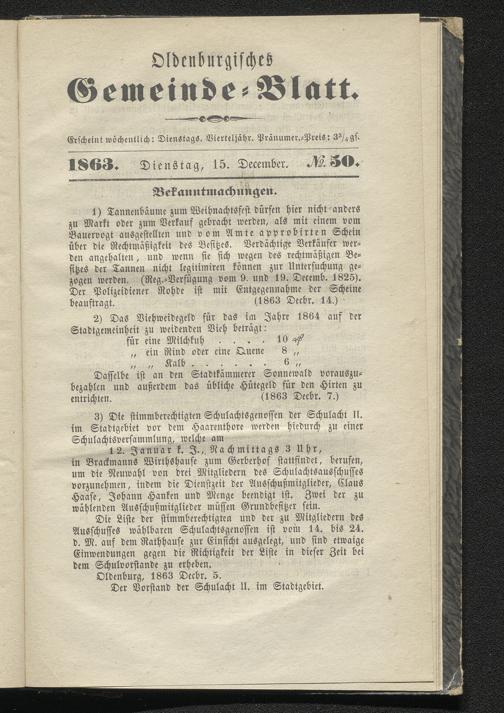 Oldenburgisches
Gemeinde-Blatt.
Erscheint wöchentlich: Dienstags. Vierteljähr. Pränumer.-Preis: 3¾ gs.
1863. Dienstag, 15. December. № 50.
Bekanntmachungen.
1) Tannenbäume zum Weihnachtsfest dürfen hier nicht anders
zu Markt oder zum Verkauf gebracht werden, als mit einem vom
Bauervogt ausgestellten und vom Amte approbirten Schein
über die Rechtmäßigkeit des Besitzes. Verdächtige Verkäufer wer-
den angehalten, und wenn sie sich wegen des rechtmäßigen Be-
sitzes der Tannen nicht legitimiren können zur Untersuchung ge-
zogen werden. (Reg.-Verfügung vom 9. und 19. Decemb. 1825).
Der Polizeidiener Rohde ist mit Entgegennahme der Scheine
beauftragt. (1863 Decbr. 14.)
2) Das Viehweidegeld für das im Jahre 1864 auf der
Stadtgemeinheit zu weidenden Vieh beträgt:
für eine Milchkuh . . . . 10 ₰
„ ein Rind oder eine Quene 8 „
„ „ Kalb . . . . . . 6 „
Dasselbe ist an den Stadtkämmerer Sonnewald vorauszu-
bezahlen und außerdem das übliche Hütegeld für den Hirten zu
entrichten. (1863 Decbr. 7.)
3) Die stimmberechtigten Schulachtsgenossen der Schulacht II.
im Stadtgebiet vor dem Haarenthore werden hiedurch zu einer
Schulachtsversammlung, welche am
12. Januar k. J., Nachmittags 3 Uhr,
in Brackmanns Wirthshause zum Gerberhof stattfindet, berufen,
um die Neuwahl von drei Mitgliedern des Schulachtsausschusses
vorzunehmen, indem die Dienstzeit der Ausschußmitglieder, Claus
Haase, Johann Hanken und Menge beendigt ist. Zwei der zu
wählenden Ausschußmitglieder müssen Grundbesitzer sein.
Die Liste der stimmberechtigten und der zu Mitgliedern des
Ausschusses wählbaren Schulachtsgenossen ist vom 14. bis 24.
d. M. auf dem Rathhause zur Einsicht ausgelegt, und sind etwaige
Einwendungen gegen die Richtigkeit der Liste in dieser Zeit bei
dem Schulvorstande zu erheben.
Oldenburg, 1863 Decbr. 5.
Der Vorstand der Schulacht II. im Stadtgebiet.